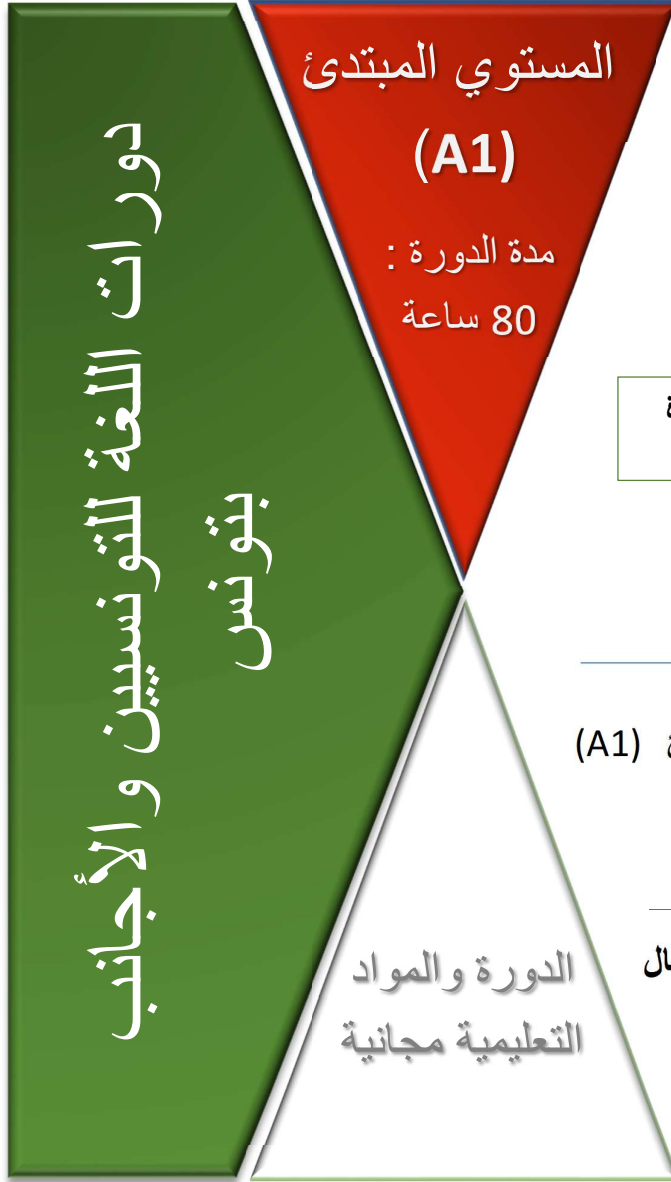 المستوي المبتدئ
(A1)
مدة الدورة :
80 ساعة
دورات اللغة للتونسيين والأجانب
بتونس
(A1)
الدورة والمواد
التعليمية مجانية